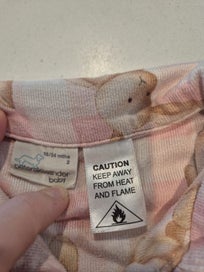 18/24 mths
2
baby
CAUTION
KEEP AWAY
FROM HEAT
AND FLAME